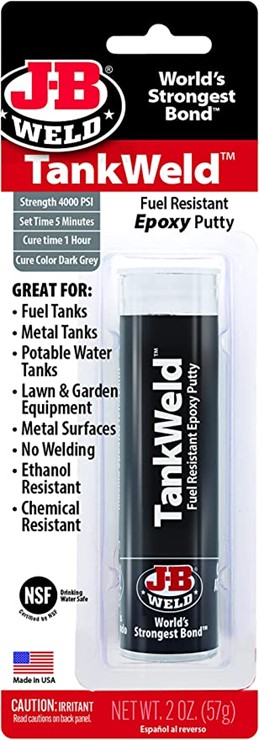 J-B
WELD
World's
Strongest
Bond™
TankWeld™
Strength 4000 PSI
Set Time 5 Minutes
Cure time 1 Hour
Cure Color Dark Grey
Fuel Resistant
Epoxy Putty
GREAT FOR:
• Fuel Tanks
• Metal Tanks
• Potable Water
Tanks
• Lawn & Garden
Equipment
• Metal Surfaces
• No Welding
• Ethanol
Resistant
• Chemical
Resistant
TankWeld™
Fuel Resistant Epoxy Putty
J-B
WELD
World's
Strongest Bond™
NSF
Drinking
Water Safe
Certified by NSF
Made in USA
CAUTION: IRRITANT
Read cautions on back panel.
NET WT. 2 OZ. (57g)
Español al reverso